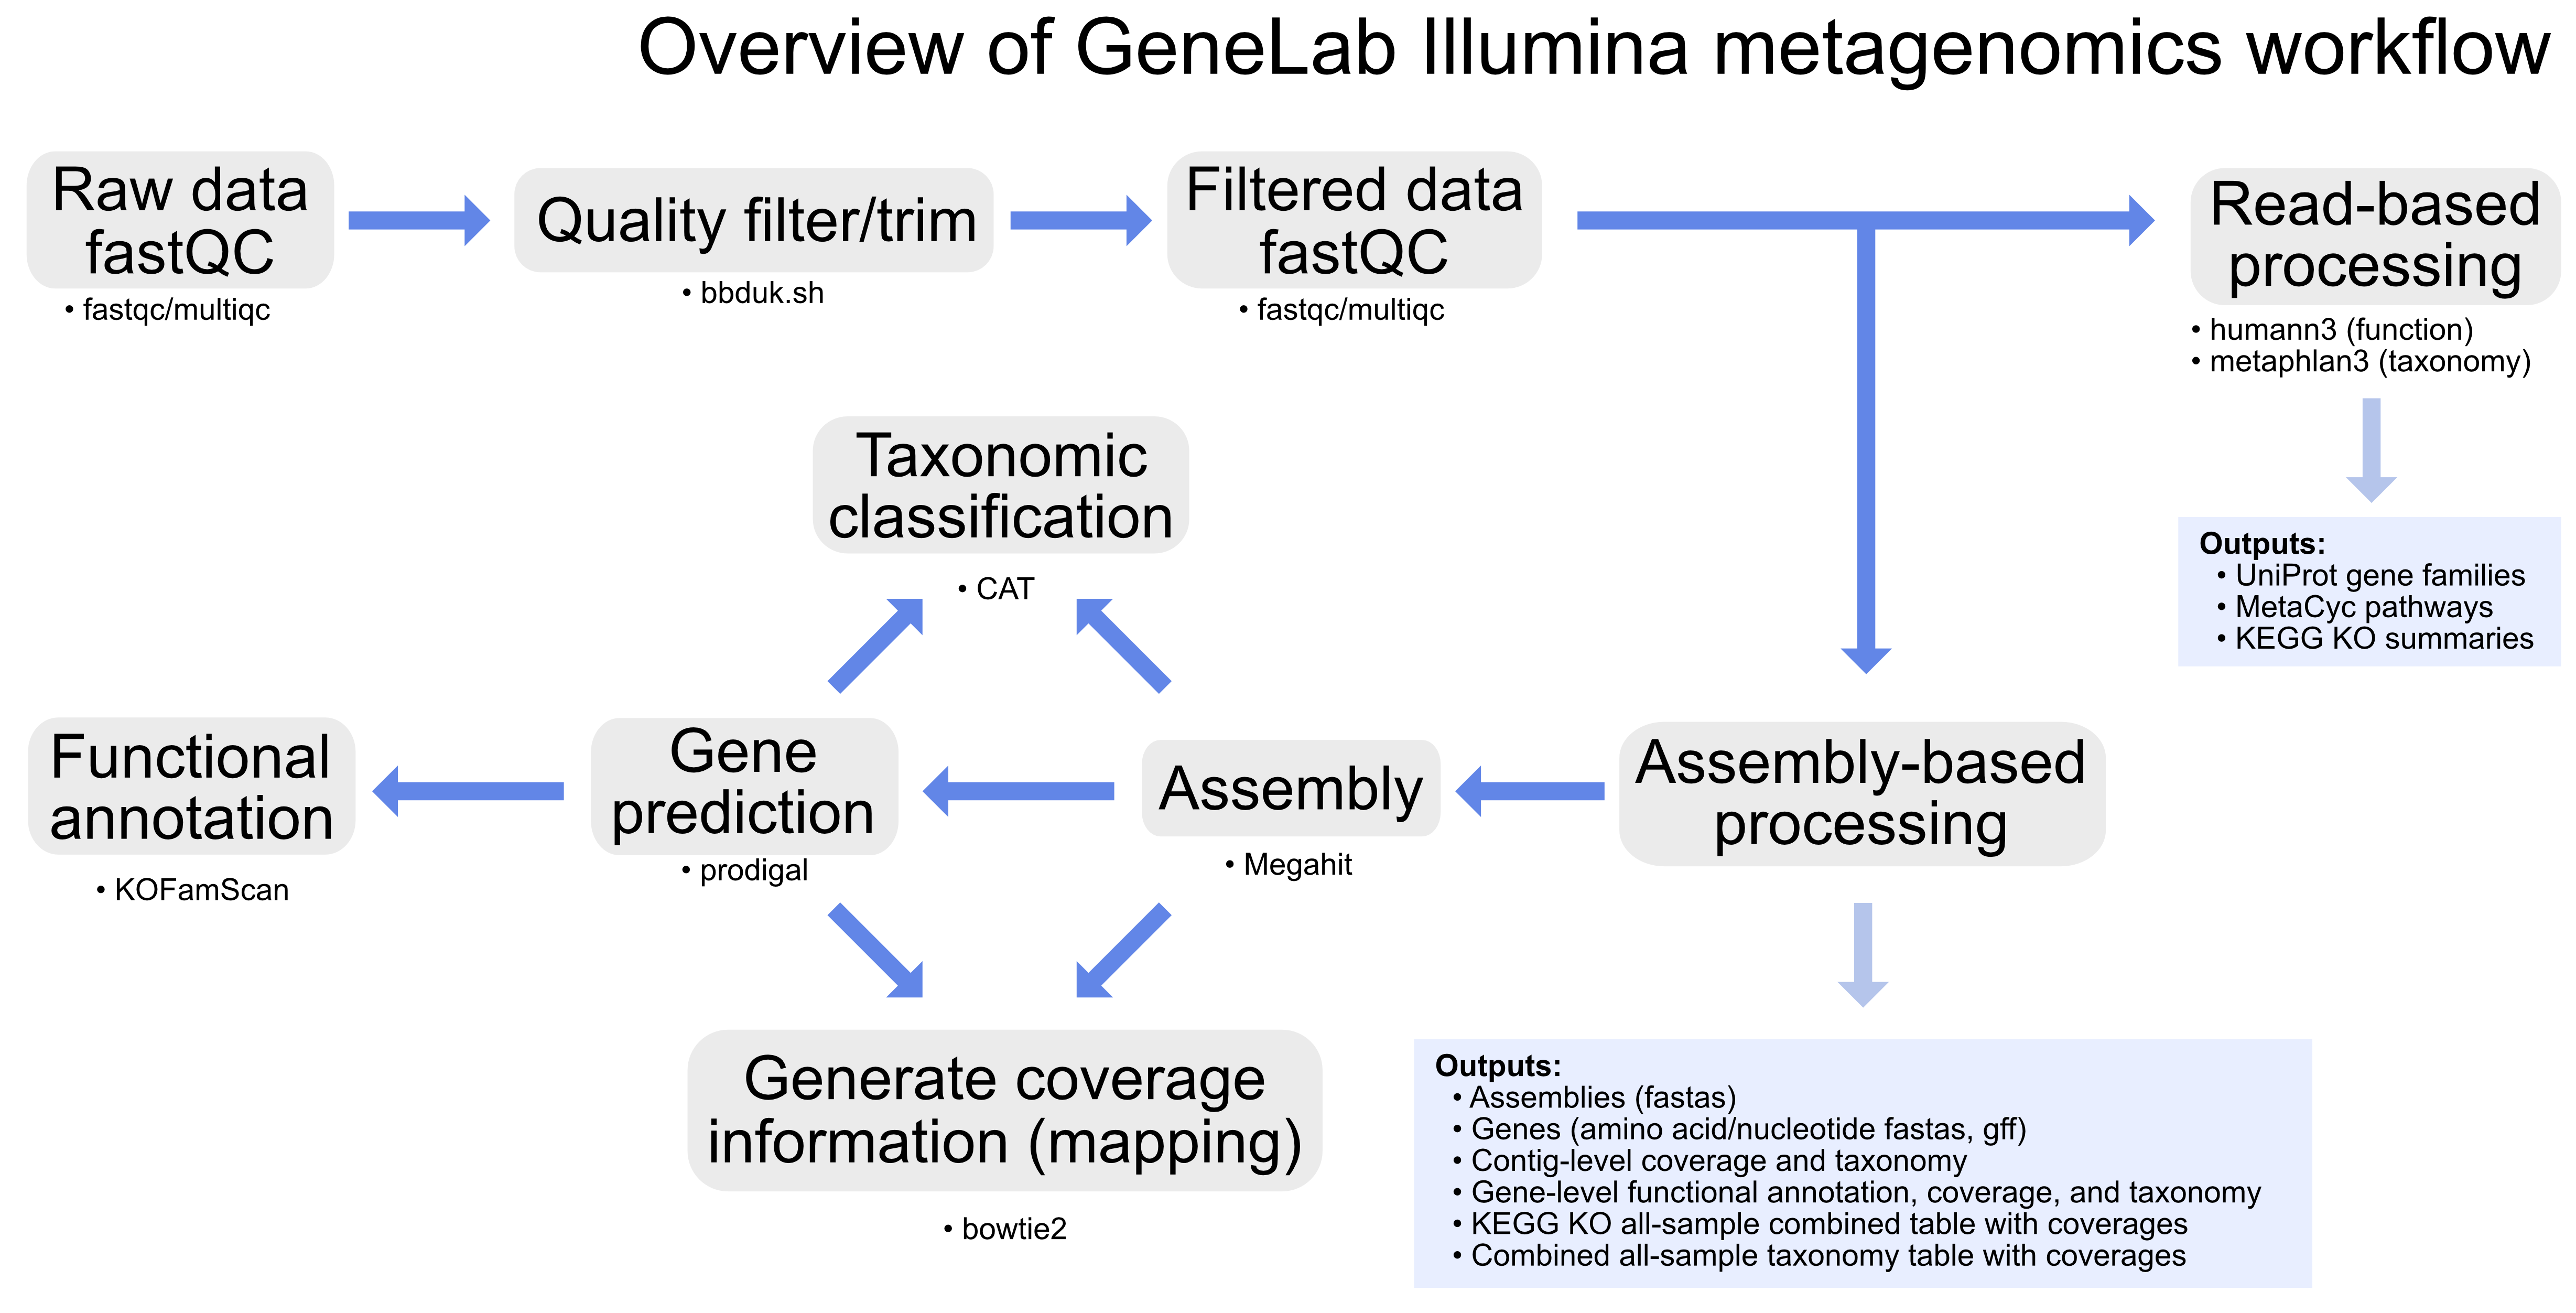 Overview of GeneLab Illumina metagenomics workflow
Raw data
fastQC
• fastqc/multiqc
Quality filter/trim
• bbduk.sh
Filtered data
fastQC
• fastqc/multiqc
Read-based
processing
• humann3 (function)
• metaphlan3 (taxonomy)
Outputs:
• UniProt gene families
• MetaCyc pathways
• KEGG KO summaries
Taxonomic
classification
• CAT
Functional
annotation
• KOFamScan
Gene
prediction
• prodigal
Assembly
• Megahit
Assembly-based
processing
Generate coverage
information (mapping)
• bowtie2
Outputs:
• Assemblies (fastas)
• Genes (amino acid/nucleotide fastas, gff)
• Contig-level coverage and taxonomy
• Gene-level functional annotation, coverage, and taxonomy
• KEGG KO all-sample combined table with coverages
• Combined all-sample taxonomy table with coverages